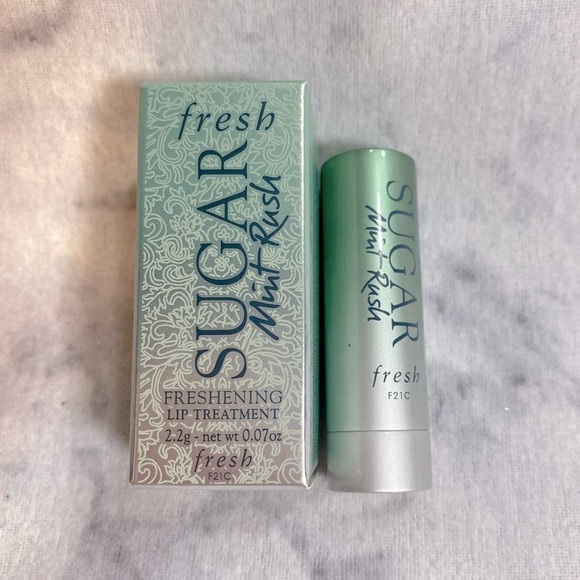 fresh
SUGAR
Mint Rush
FRESHENING
LIP TREATMENT
2.2g - net wt 0.07oz
fresh
F21C
SUGAR
Mint Rush
fresh
F21C